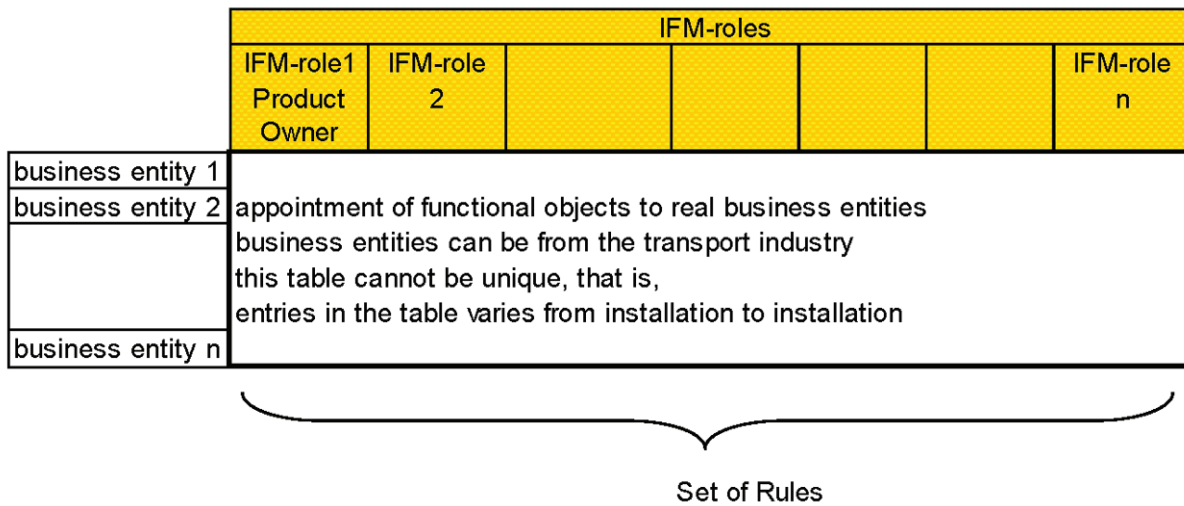 IFM-roles
IFM-role1 IFM-role IFM-role
Product 2 n
Owner
business entity 1
business entity 2 appointment of functional objects to real business entities
business entities can be from the transport industry
this table cannot be unique, that is,
entries in the table varies from installation to installation
business entity n
Set of Rules